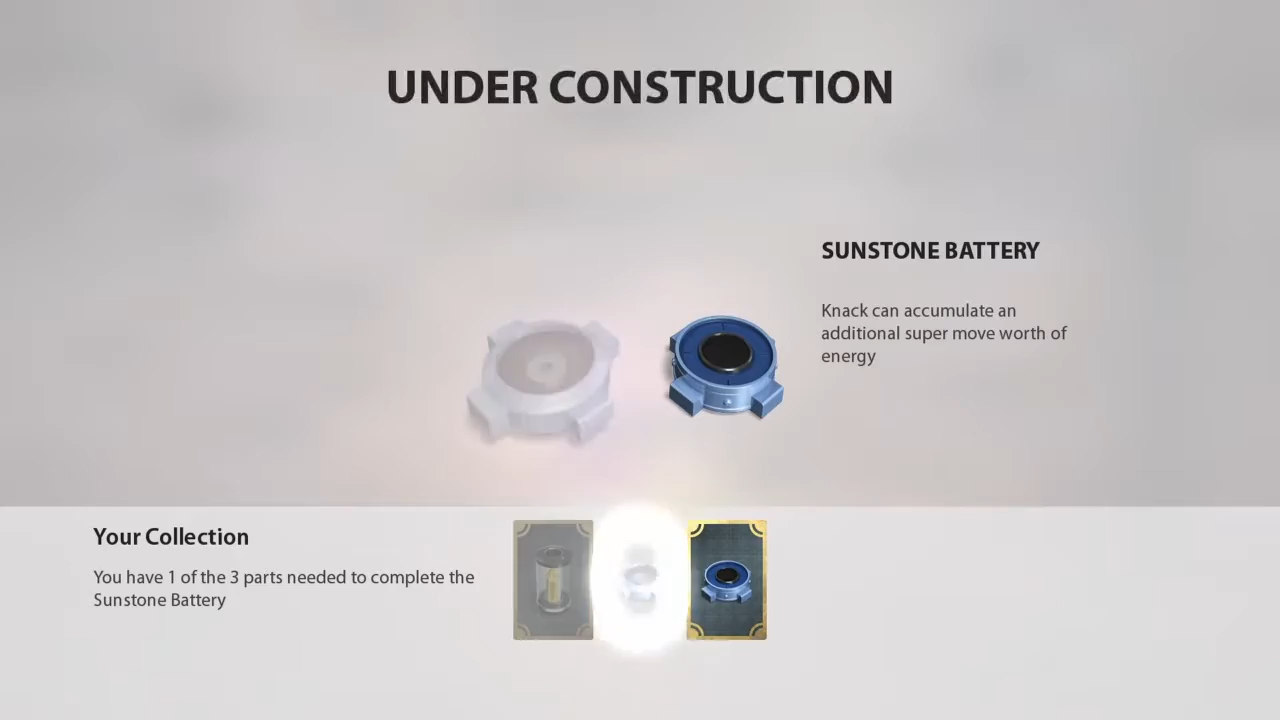 UNDER CONSTRUCTION
SUNSTONE BATTERY
Knack can accumulate an
additional super move worth of
energy
Your Collection
You have 1 of the 3 parts needed to complete the
Sunstone Battery